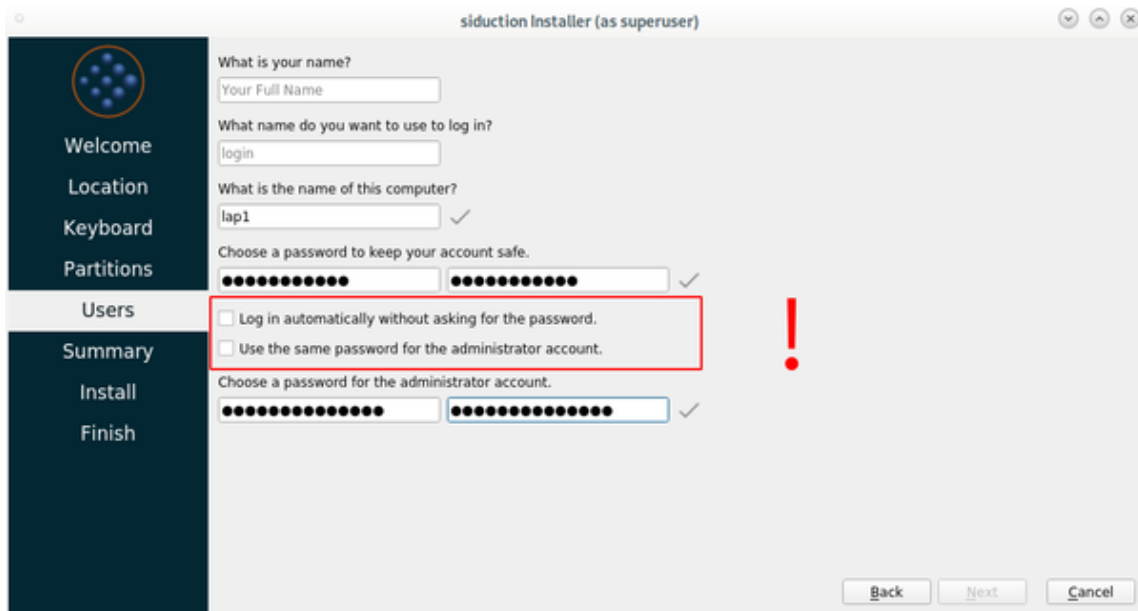 siduction Installer (as superuser)
Welcome
Location
Keyboard
Partitions
Users
Summary
Install
Finish
What is your name?
Your Full Name
What name do you want to use to log in?
login
What is the name of this computer?
lap1
Choose a password to keep your account safe.
●●●●●●●●●●● ●●●●●●●●●●●
Log in automatically without asking for the password.
Use the same password for the administrator account.
!
Choose a password for the administrator account.
●●●●●●●●●●●●●● ●●●●●●●●●●●●●●
Back Next Cancel